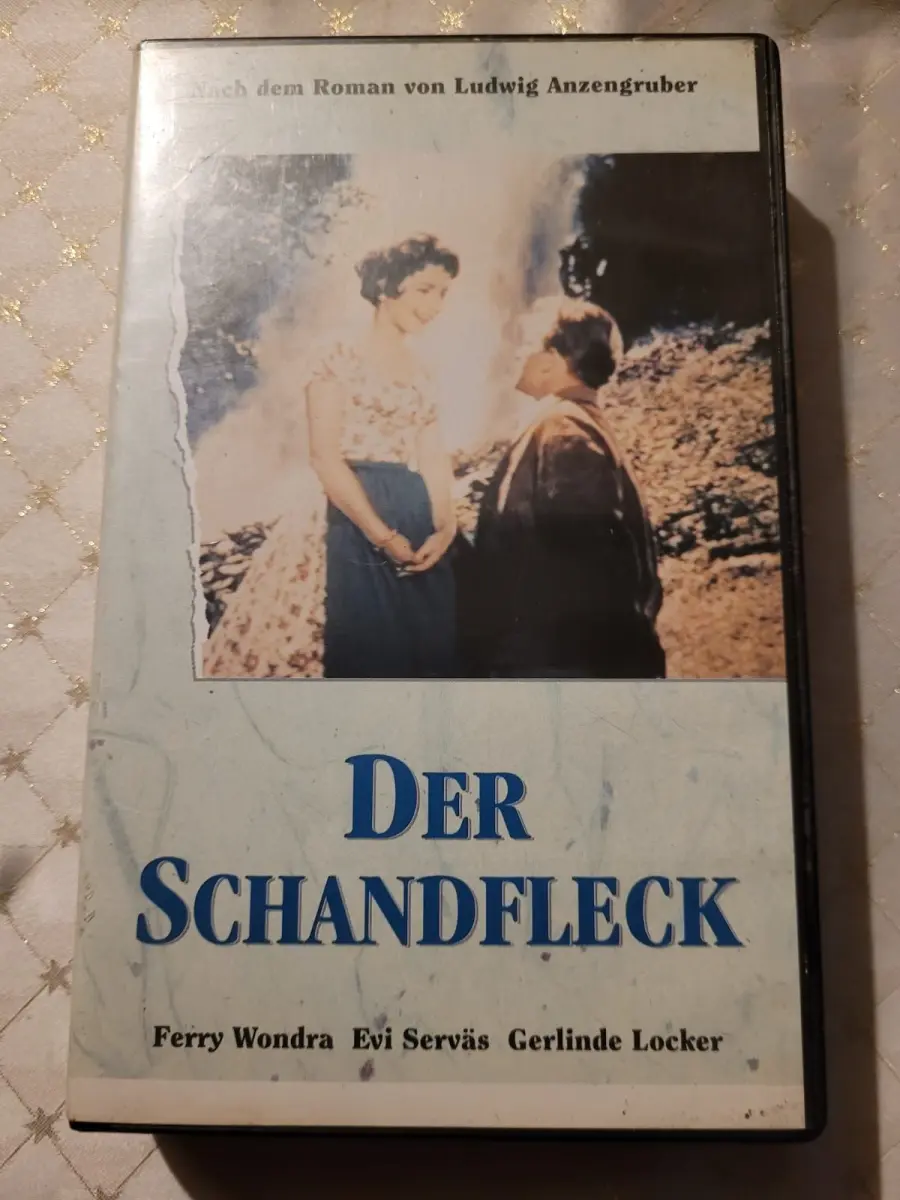 Nach dem Roman von Ludwig Anzengruber
DER
SCHANDFLECK
Ferry Wondra Evi Serväs Gerlinde Locker